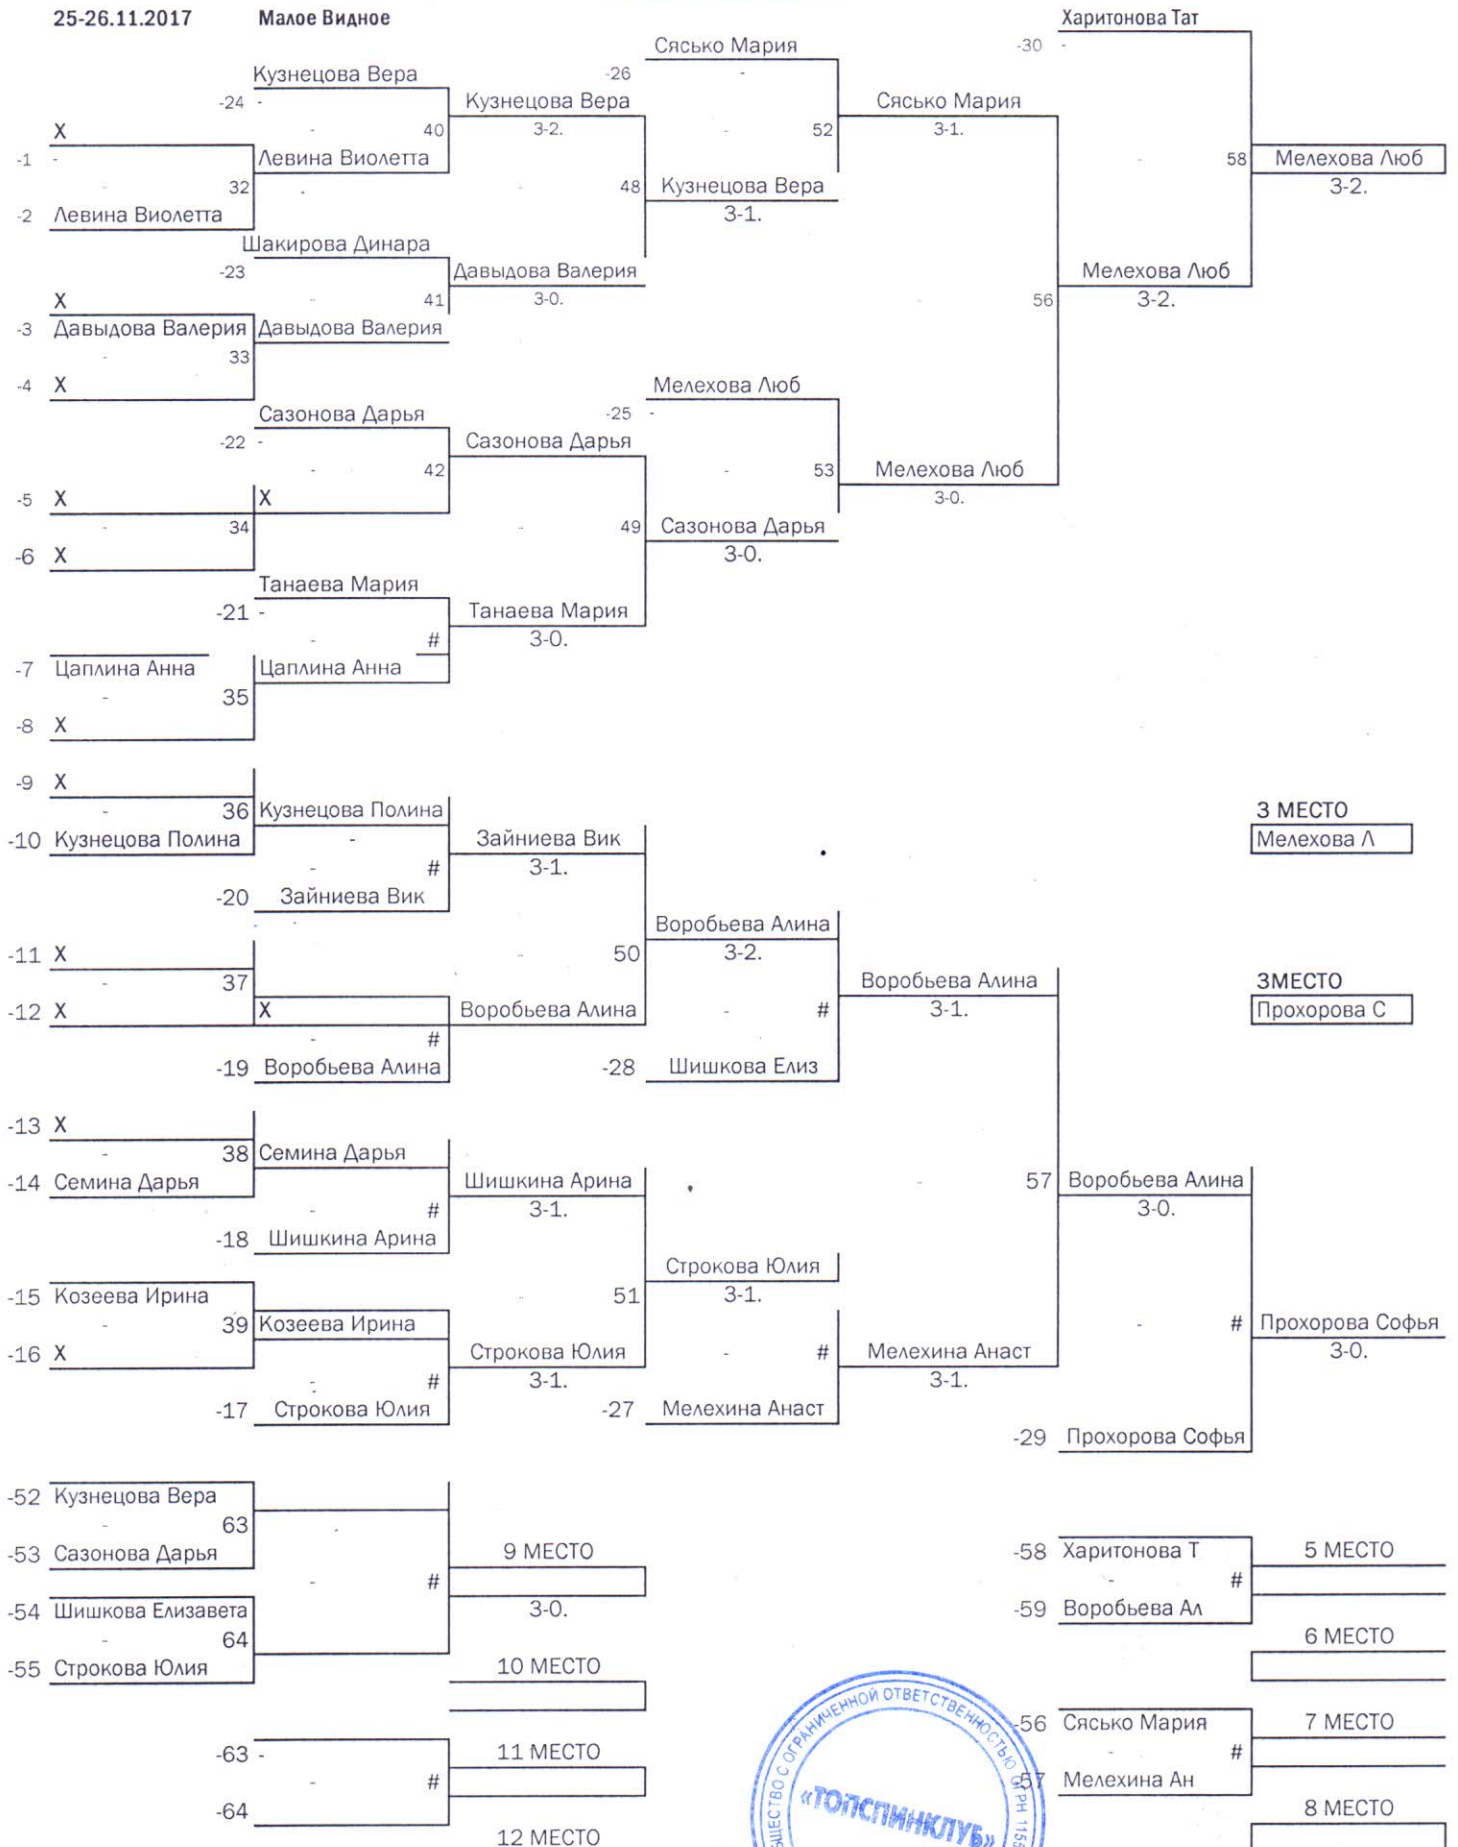 25-26.11.2017 Малое Видное Харитонова Тат
Сясько Мария -30 -
Кузнецова Вера -26 -
-24 - Кузнецова Вера Сясько Мария
X - 40 3-2. - 52 3-1.
-1 - Левина Виолетта - 58 Мелехова Люб
- 32 - 48 Кузнецова Вера 3-2.
-2 Левина Виолетта 3-1.
Шакирова Динара
-23 Давыдова Валерия Мелехова Люб
X - 41 3-0. - 56 3-2.
-3 Давыдова Валерия Давыдова Валерия
- 33
-4 X Мелехова Люб
Сазонова Дарья -25 -
-22 - Сазонова Дарья
- 42 - 53 Мелехова Люб
-5 X X 3-0.
- 34 - 49 Сазонова Дарья
-6 X 3-0.
Танаева Мария
-21 - Танаева Мария
- # 3-0.
-7 Цаплина Анна Цаплина Анна
- 35
-8 X
-9 X
- 36 Кузнецова Полина 3 МЕСТО
-10 Кузнецова Полина - Зайниева Вик Мелехова Л
- # 3-1.
-20 Зайниева Вик
Воробьева Алина
-11 X - 50 3-2.
- 37 Воробьева Алина 3МЕСТО
-12 X X Воробьева Алина - # 3-1. Прохорова С
- #
-19 Воробьева Алина -28 Шишкова Елиз
-13 X
- 38 Семина Дарья
-14 Семина Дарья Шишкина Арина - 57 Воробьева Алина
- # 3-1. 3-0.
-18 Шишкина Арина
Строкова Юлия
-15 Козеева Ирина - 51 3-1.
- 39 Козеева Ирина - # Прохорова Софья
-16 X Строкова Юлия - # Мелехина Анаст 3-0.
- # 3-1. 3-1.
-17 Строкова Юлия -27 Мелехина Анаст
-29 Прохорова Софья
-52 Кузнецова Вера
- 63 -
-53 Сазонова Дарья 9 МЕСТО -58 Харитонова Т 5 МЕСТО
- # - #
-54 Шишкова Елизавета 3-0. -59 Воробьева Ал
- 64 6 МЕСТО
-55 Строкова Юлия 10 МЕСТО
-56 Сясько Мария 7 МЕСТО
-63 - 11 МЕСТО - #
- # -57 Мелехина Ан
-64 8 МЕСТО
12 МЕСТО
ОБЩЕСТВО С ОГРАНИЧЕННОЙ ОТВЕТСТВЕННОСТЬЮ ОГРН 1155
«ТОПСПИНКЛУБ»